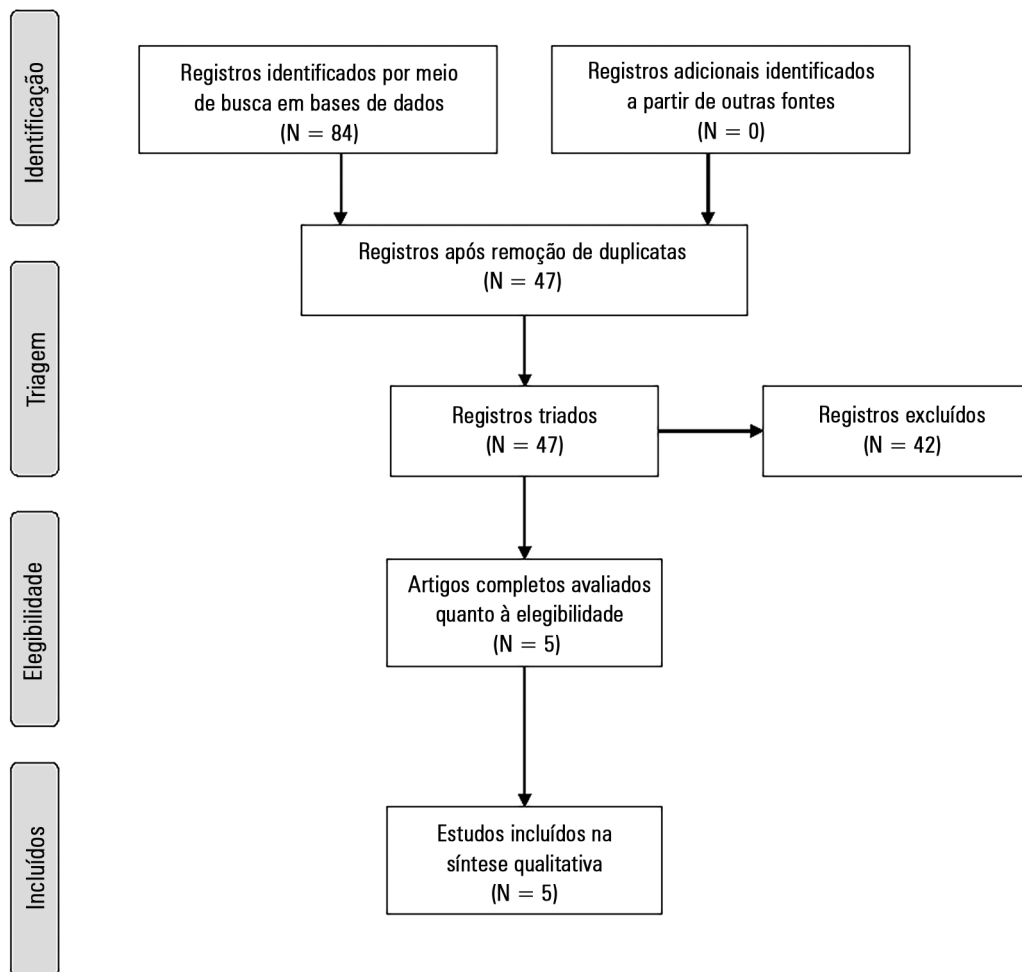 Identificação
Registros identificados por meio
de busca em bases de dados
(N = 84)
Registros adicionais identificados
a partir de outras fontes
(N = 0)
Registros após remoção de duplicatas
(N = 47)
Triagem
Registros triados
(N = 47)
Registros excluídos
(N = 42)
Elegibilidade
Artigos completos avaliados
quanto à elegibilidade
(N = 5)
Incluídos
Estudos incluídos na
síntese qualitativa
(N = 5)